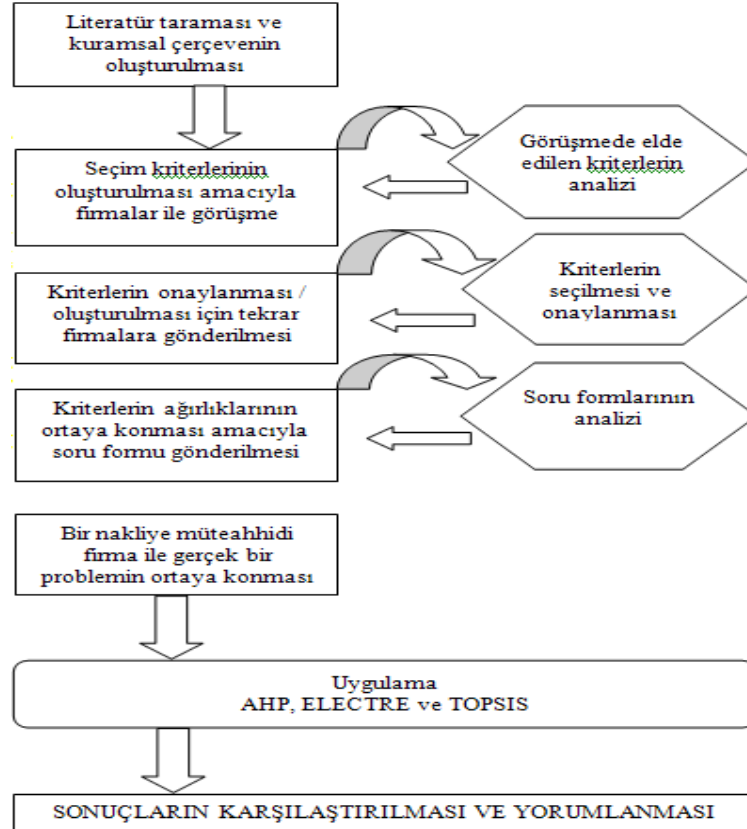 Literatür taraması ve
kuramsal çerçevenin
oluşturulması
Seçim kriterlerinin
oluşturulması amacıyla
firmalar ile görüşme
Görüşmede elde
edilen kriterlerin
analizi
Kriterlerin onaylanması /
oluşturulması için tekrar
firmalara gönderilmesi
Kriterlerin
seçilmesi ve
onaylanması
Kriterlerin ağırlıklarının
ortaya konması amacıyla
soru formu gönderilmesi
Soru formlarının
analizi
Bir nakliye müteahhidi
firma ile gerçek bir
problemin ortaya konması
Uygulama
AHP, ELECTRE ve TOPSIS
SONUÇLARIN KARŞILAŞTIRILMASI VE YORUMLANMASI